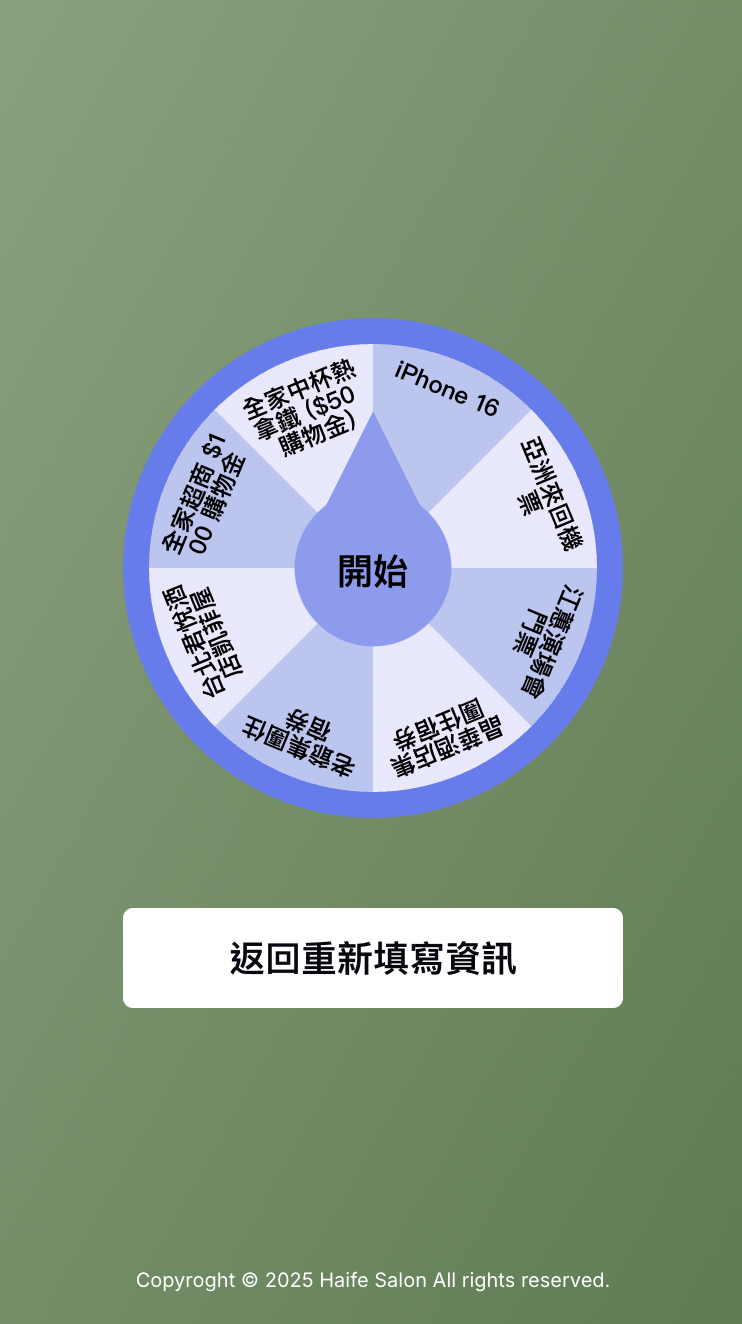 iPhone 16
亞洲來回機
票
江蕙演場會
門票
晶華酒店集
團住宿券
老爺集團住
宿券
台北君悅酒
店凱菲屋
全家超商 $1
00 購物金
全家中杯熱
拿鐵 ($50
購物金)
開始
返回重新填寫資訊
Copyroght © 2025 Haife Salon All rights reserved.